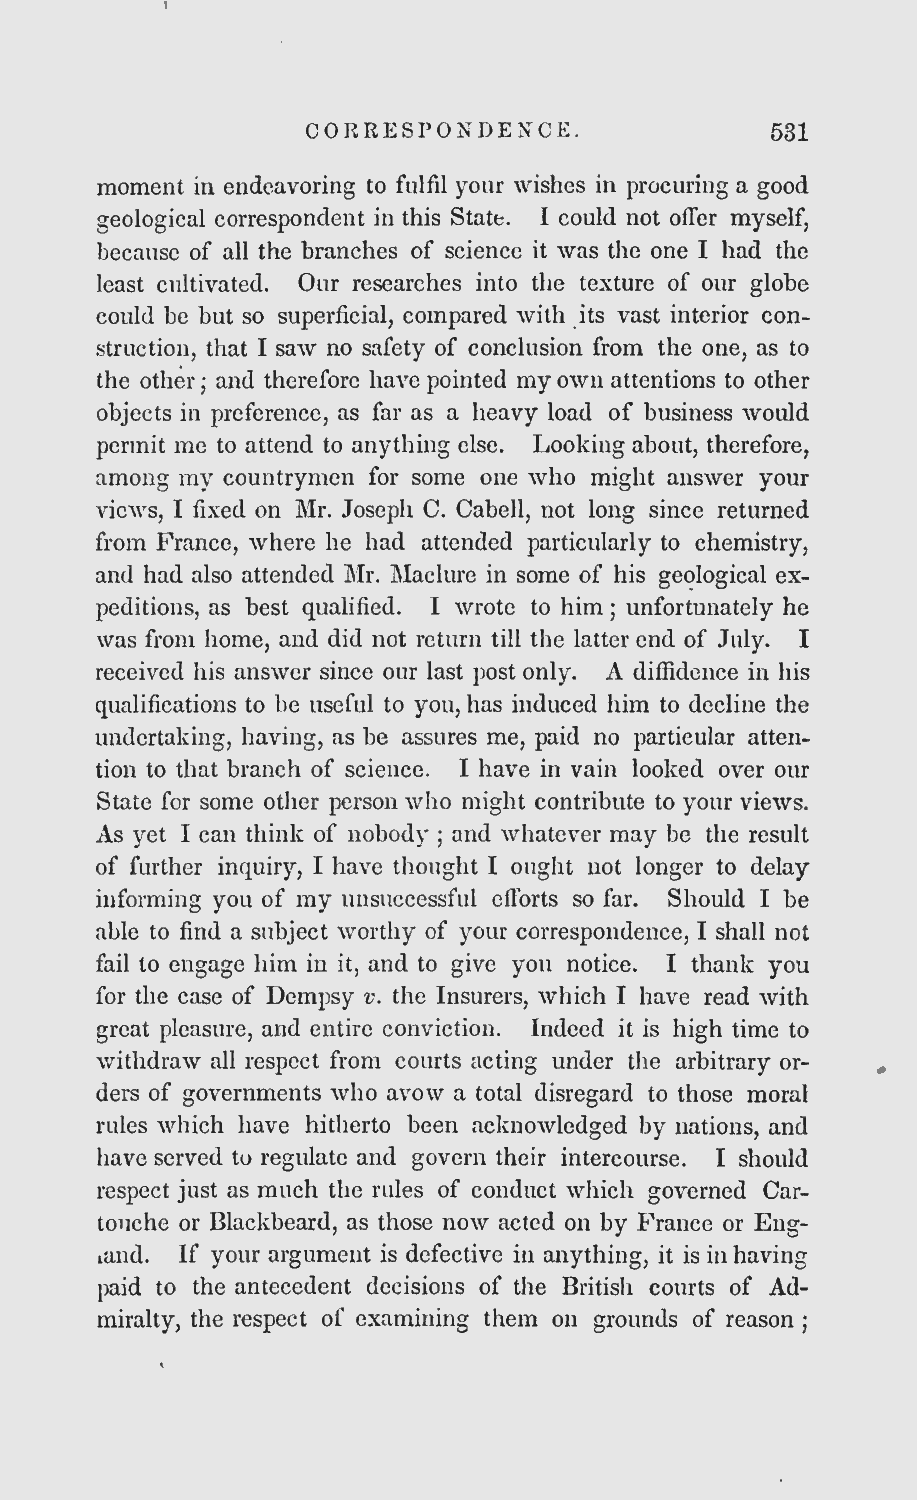 CORRESPONDENCE. 531
moment in endeavoring to fulfil your wishes in procuring a good
geological correspondent in this State. I could not offer myself,
because of all the branches of science it was the one I had the
least cultivated. Our researches into the texture of our globe
could be but so superficial, compared with its vast interior con-
struction, that I saw no safety of conclusion from the one, as to
the other; and therefore have pointed my own attentions to other
objects in preference, as far as a heavy load of business would
permit me to attend to anything else. Looking about, therefore,
among my countrymen for some one who might answer your
views, I fixed on Mr. Joseph C. Cabell, not long since returned
from France, where he had attended particularly to chemistry,
and had also attended Mr. Maclure in some of his geological ex-
peditions, as best qualified. I wrote to him; unfortunately he
was from home, and did not return till the latter end of July. I
received his answer since our last post only. A diffidence in his
qualifications to be useful to you, has induced him to decline the
undertaking, having, as be assures me, paid no particular atten-
tion to that branch of science. I have in vain looked over our
State for some other person who might contribute to your views.
As yet I can think of nobody; and whatever may be the result
of further inquiry, I have thought I ought not longer to delay
informing you of my unsuccessful efforts so far. Should I be
able to find a subject worthy of your correspondence, I shall not
fail to engage him in it, and to give you notice. I thank you
for the case of Dempsy v. the Insurers, which I have read with
great pleasure, and entire conviction. Indeed it is high time to
withdraw all respect from courts acting under the arbitrary or-
ders of governments who avow a total disregard to those moral
rules which have hitherto been acknowledged by nations, and
have served to regulate and govern their intercourse. I should
respect just as much the rules of conduct which governed Car-
touche or Blackbeard, as those now acted on by France or Eng-
land. If your argument is defective in anything, it is in having
paid to the antecedent decisions of the British courts of Ad-
miralty, the respect of examining them on grounds of reason;